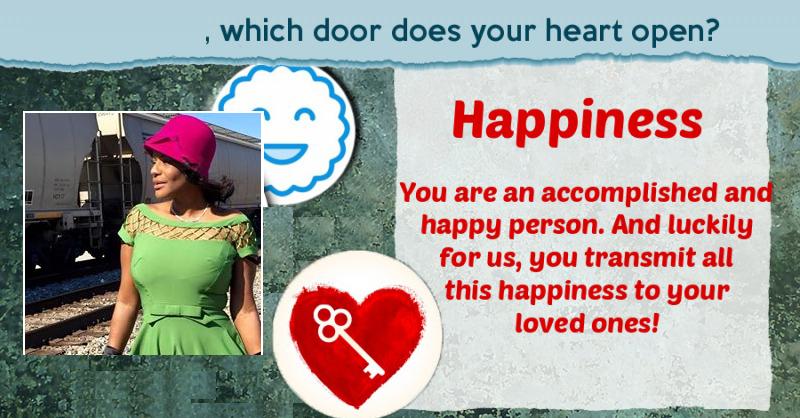 , which door does your heart open?
Happiness
You are an accomplished and
happy person. And luckily
for us, you transmit all
this happiness to your
loved ones!